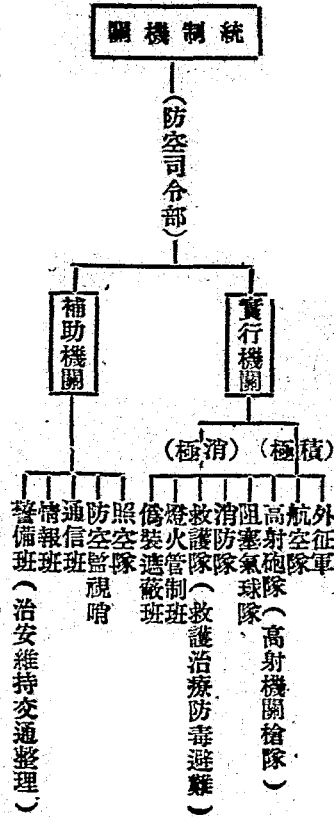 統制機關
（防空司令部）
實行機關
補助機關
（積極）
（消極）
外征軍
航空隊
高射砲隊（高射機關槍隊）
阻塞氣球隊
消防隊
救護隊（救護治療防毒避難）
燈火管制班
僞裝遮蔽班
照空隊
防空監視哨
通信班
情報班
警備班（治安維持交通整理）